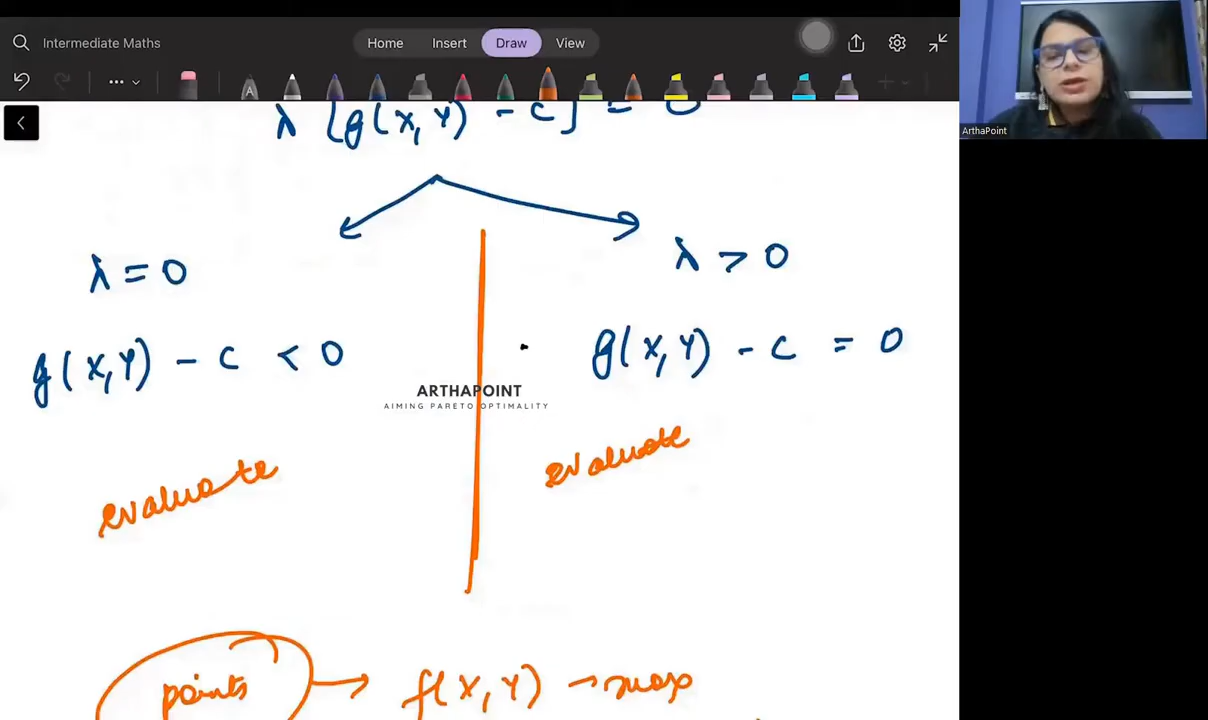 Intermediate Maths
Home Insert Draw View
A
ArthaPoint
λ [g(x, y) - c] = 0
λ = 0
λ > 0
g(x, y) - c < 0
g(x, y) - c = 0
ARTHAPOINT
AIMING PARETO OPTIMALITY
evaluate
evaluate
points → f(x, y) → max